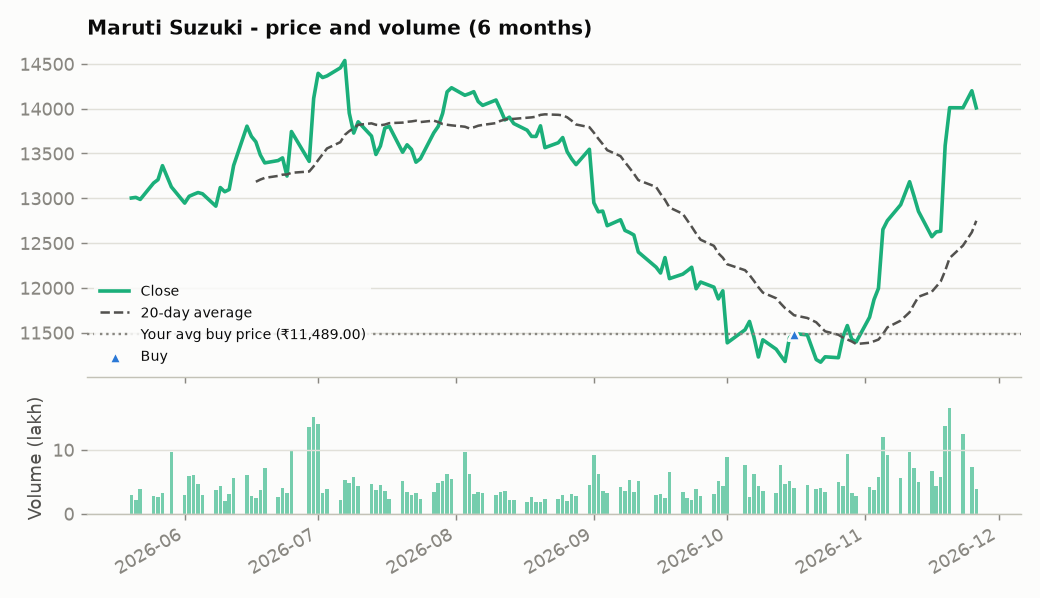 Maruti Suzuki - price and volume (6 months)
14500
14000
13500
13000
12500
12000
11500
Close
20-day average
Your avg buy price (₹11,489.00)
Buy
Volume (lakh)
10
0
2026-06
2026-07
2026-08
2026-09
2026-10
2026-11
2026-12